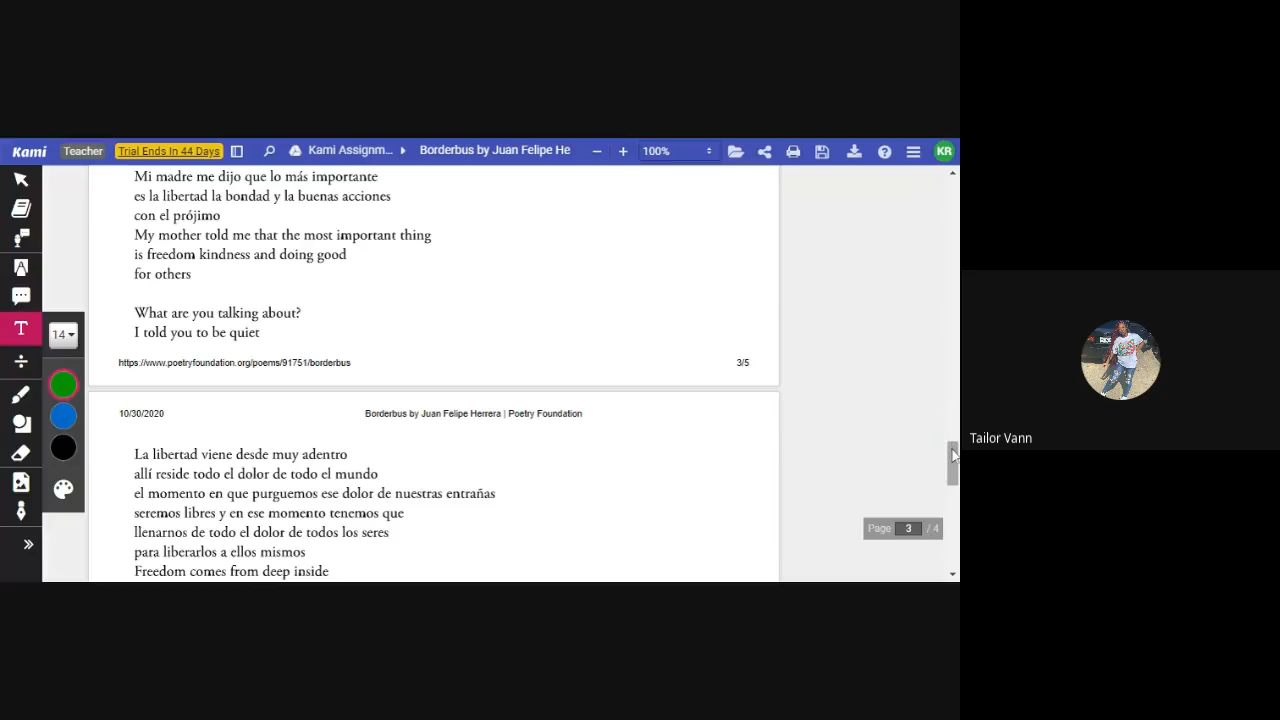 Kami Teacher Trial Ends In 44 Days Kami Assignm... Borderbus by Juan Felipe He 100% KR
Mi madre me dijo que lo más importante
es la libertad la bondad y la buenas acciones
con el prójimo
My mother told me that the most important thing
is freedom kindness and doing good
for others
What are you talking about?
I told you to be quiet
14
https://www.poetryfoundation.org/poems/91751/borderbus 3/5
10/30/2020 Borderbus by Juan Felipe Herrera | Poetry Foundation
La libertad viene desde muy adentro
allí reside todo el dolor de todo el mundo
el momento en que purguemos ese dolor de nuestras entrañas
seremos libres y en ese momento tenemos que
llenarnos de todo el dolor de todos los seres
para liberarlos a ellos mismos
Freedom comes from deep inside
Page 3 / 4
Tailor Vann